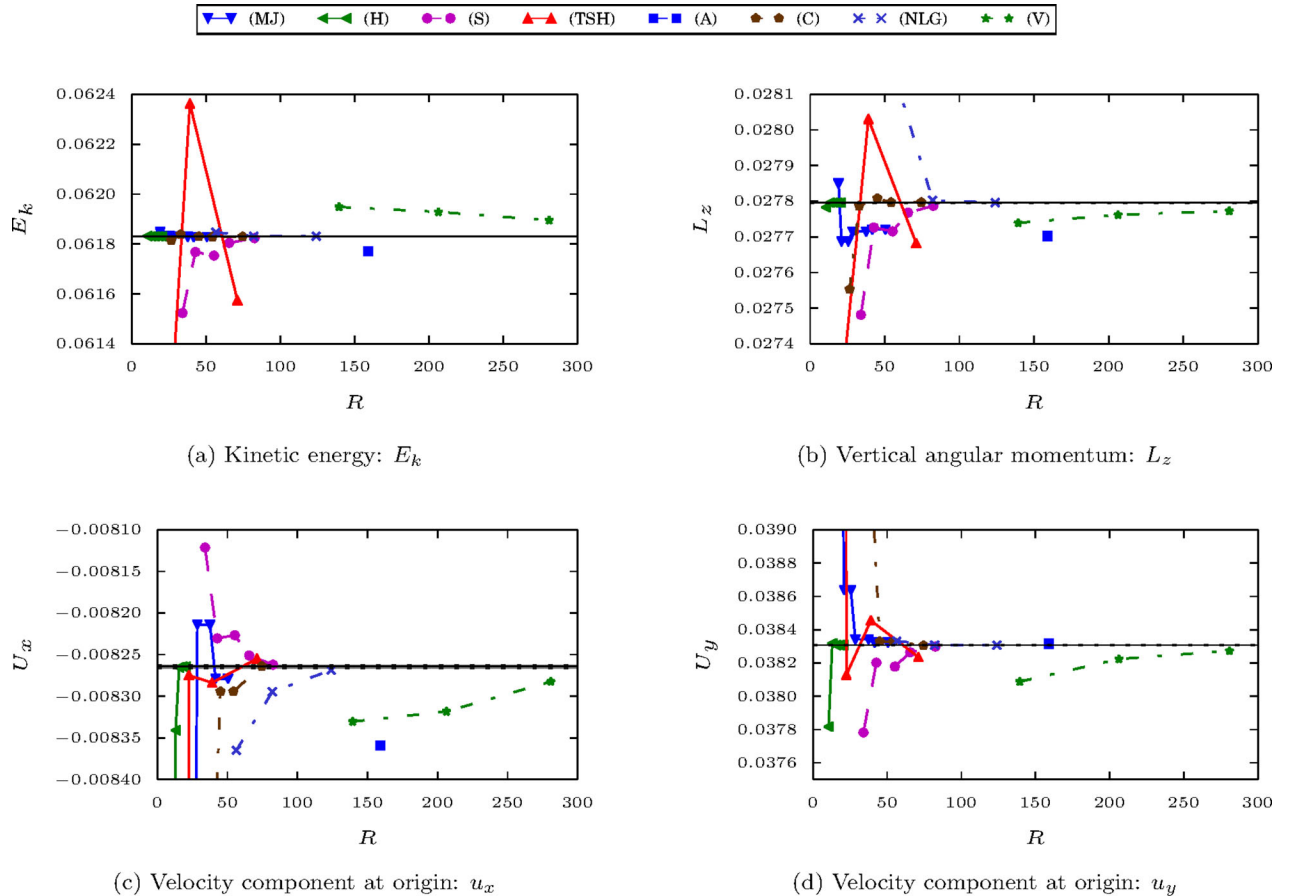 (MJ) (H) (S) (TSH) (A) (C) (NLG) (V)
0.0624
0.0622
0.0620
0.0618
0.0616
0.0614
E_k
0 50 100 150 200 250 300
R
(a) Kinetic energy: E_k
0.0281
0.0280
0.0279
0.0278
0.0277
0.0276
0.0275
0.0274
L_z
0 50 100 150 200 250 300
R
(b) Vertical angular momentum: L_z
−0.00810
−0.00815
−0.00820
−0.00825
−0.00830
−0.00835
−0.00840
U_x
0 50 100 150 200 250 300
R
(c) Velocity component at origin: u_x
0.0390
0.0388
0.0386
0.0384
0.0382
0.0380
0.0378
0.0376
U_y
0 50 100 150 200 250 300
R
(d) Velocity component at origin: u_y